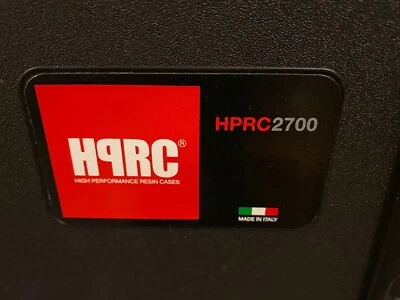 HPRC®
HIGH PERFORMANCE RESIN CASES
HPRC2700
MADE IN ITALY